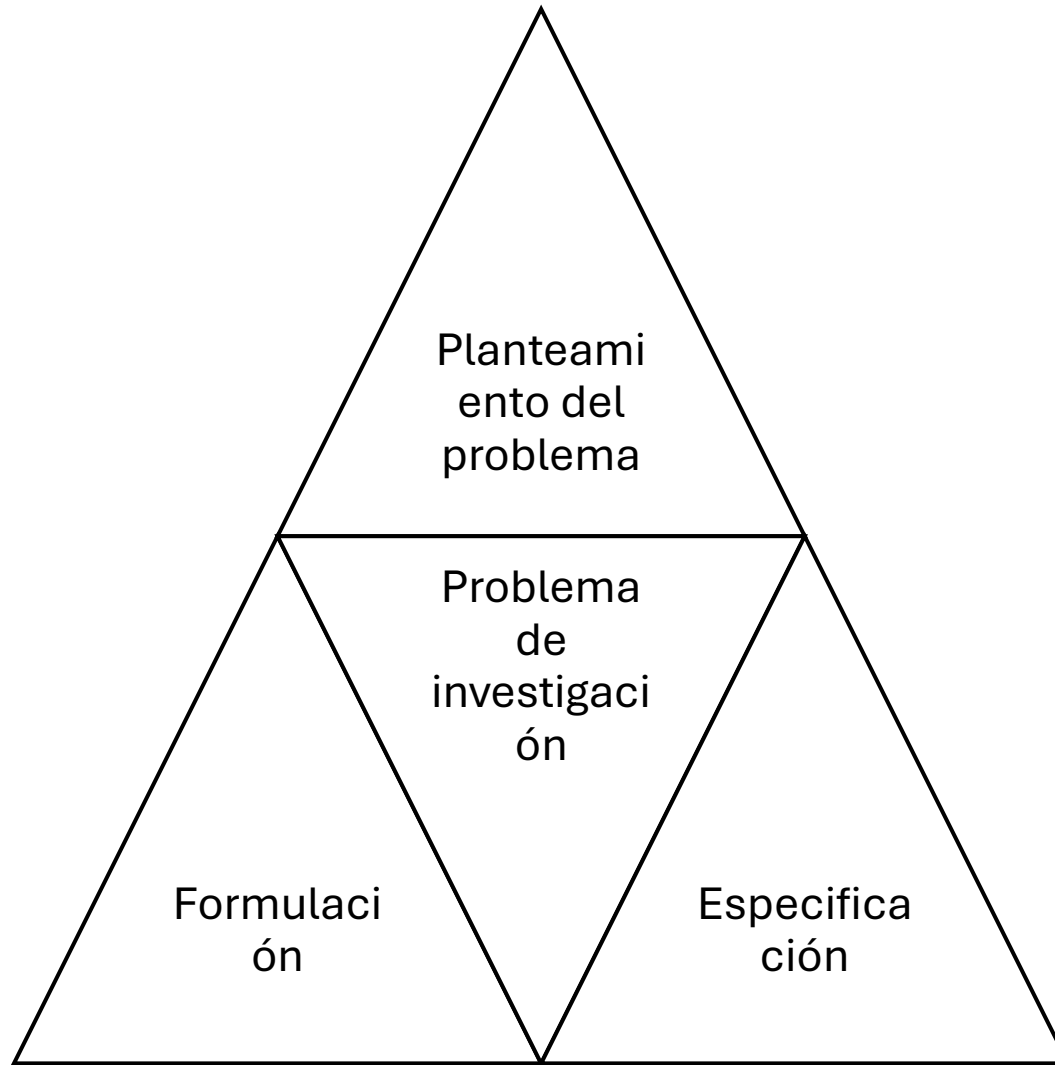 Planteami
ento del
problema
Problema
de
investigaci
ón
Formulaci
ón
Especifica
ción